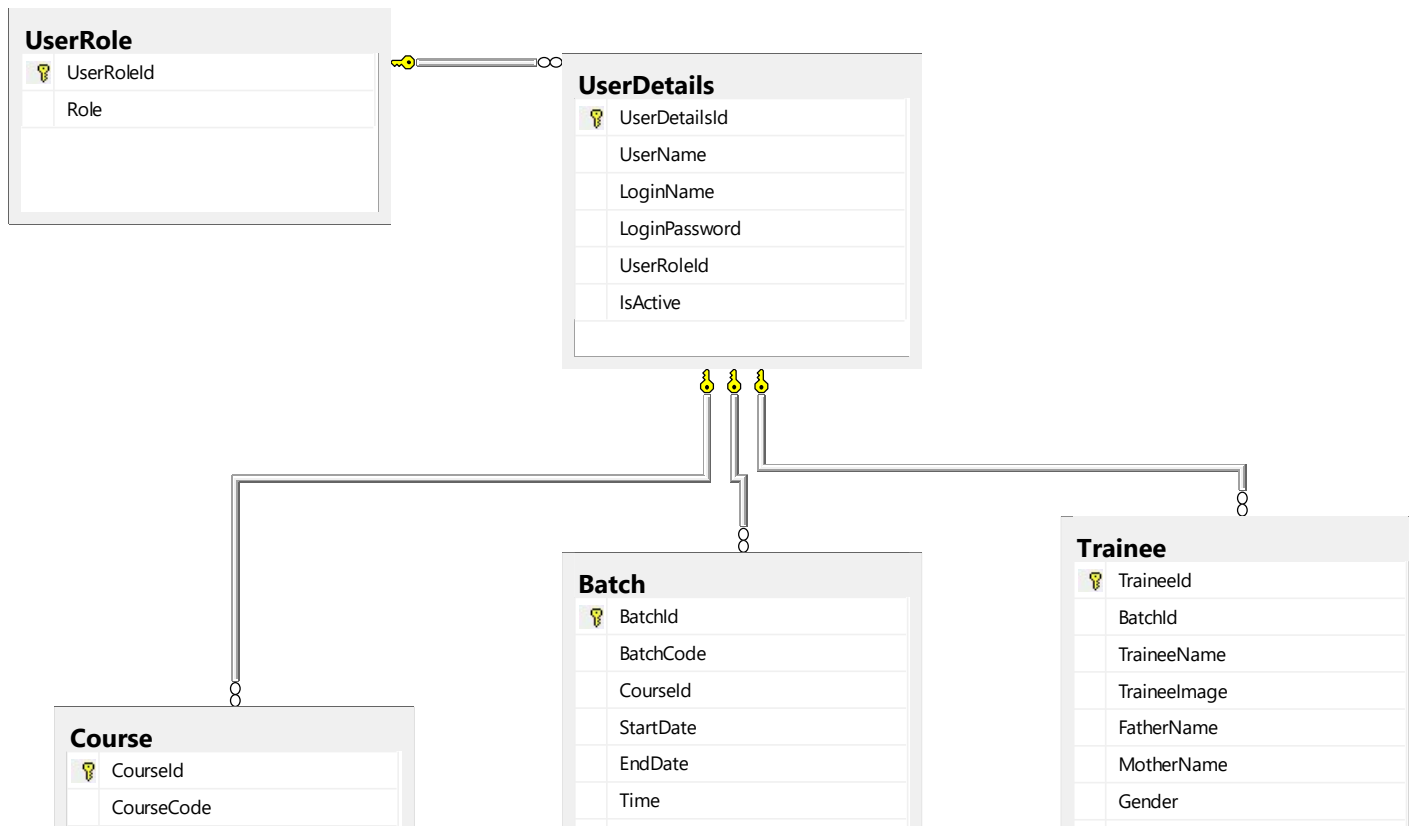 UserRole
UserRoleId
Role
UserDetails
UserDetailsId
UserName
LoginName
LoginPassword
UserRoleId
IsActive
Course
CourseId
CourseCode
Batch
BatchId
BatchCode
CourseId
StartDate
EndDate
Time
Trainee
TraineeId
BatchId
TraineeName
TraineeImage
FatherName
MotherName
Gender